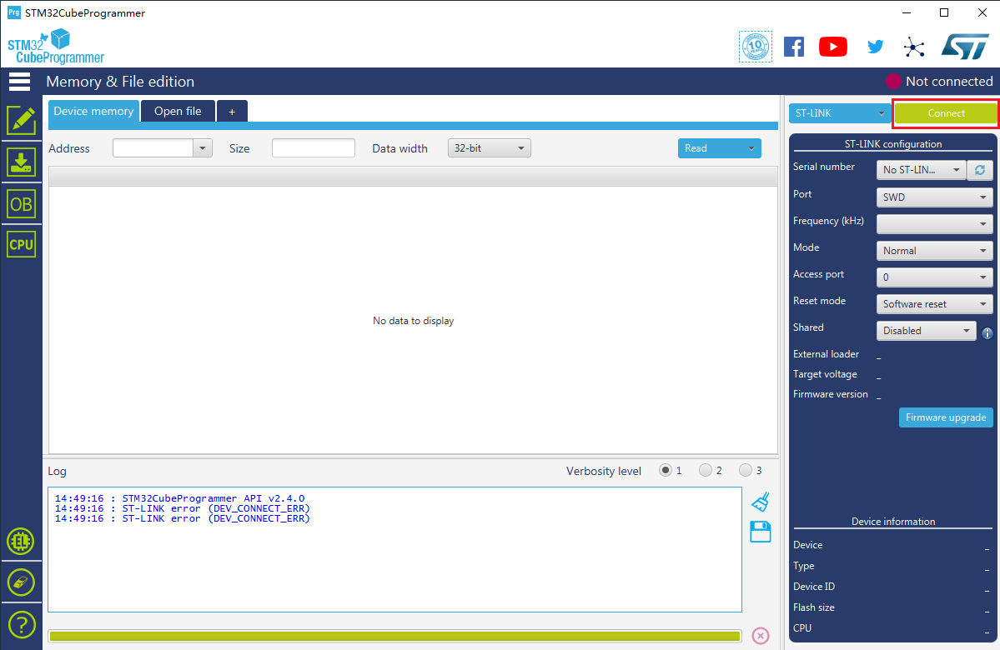 Prg STM32CubeProgrammer
STM32
CubeProgrammer
10
Memory & File edition
Not connected
Device memory
Open file
+
ST-LINK
Connect
Address
Size
Data width
32-bit
Read
ST-LINK configuration
Serial number
No ST-LIN...
Port
SWD
Frequency (kHz)
Mode
Normal
Access port
0
Reset mode
Software reset
Shared
Disabled
External loader
_
Target voltage
_
Firmware version
_
Firmware upgrade
OB
CPU
No data to display
Log
Verbosity level
1
2
3
14:49:16 : STM32CubeProgrammer API v2.4.0
14:49:16 : ST-LINK error (DEV_CONNECT_ERR)
14:49:16 : ST-LINK error (DEV_CONNECT_ERR)
EL
?
Device information
Device
_
Type
_
Device ID
_
Flash size
_
CPU
_